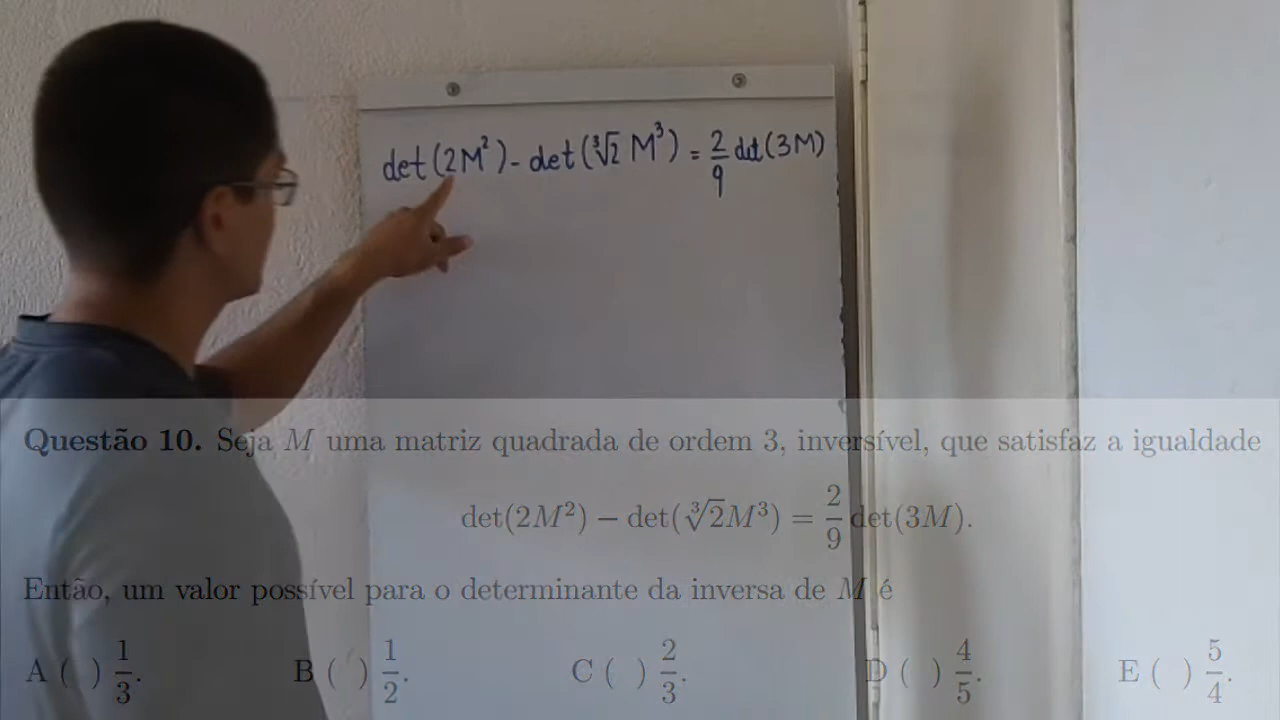 det(2M²) - det(∛2 M³) = 2/9 det(3M)
Questão 10. Seja M uma matriz quadrada de ordem 3, inversível, que satisfaz a igualdade
det(2M²) − det(∛2M³) = 2/9 det(3M).
Então, um valor possível para o determinante da inversa de M é
A ( ) 1/3. B ( ) 1/2. C ( ) 2/3. D ( ) 4/5. E ( ) 5/4.